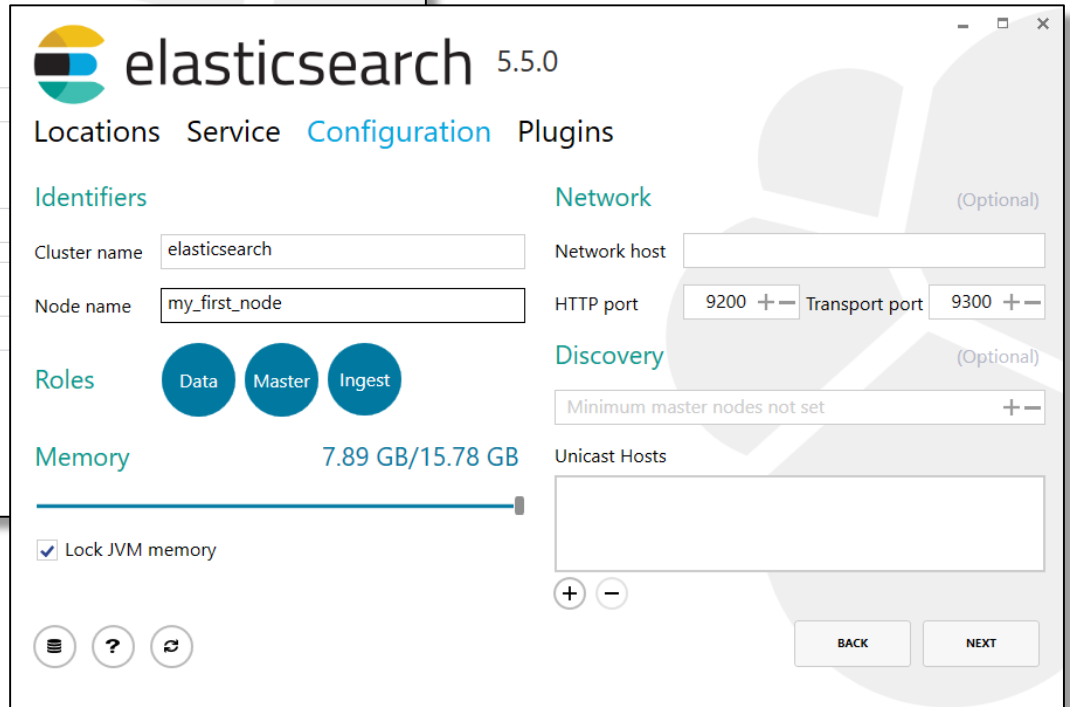 elasticsearch 5.5.0
Locations Service Configuration Plugins
Identifiers
Cluster name elasticsearch
Node name my_first_node
Roles Data Master Ingest
Memory 7.89 GB/15.78 GB
Lock JVM memory
Network (Optional)
Network host
HTTP port 9200 Transport port 9300
Discovery (Optional)
Minimum master nodes not set
Unicast Hosts
BACK NEXT